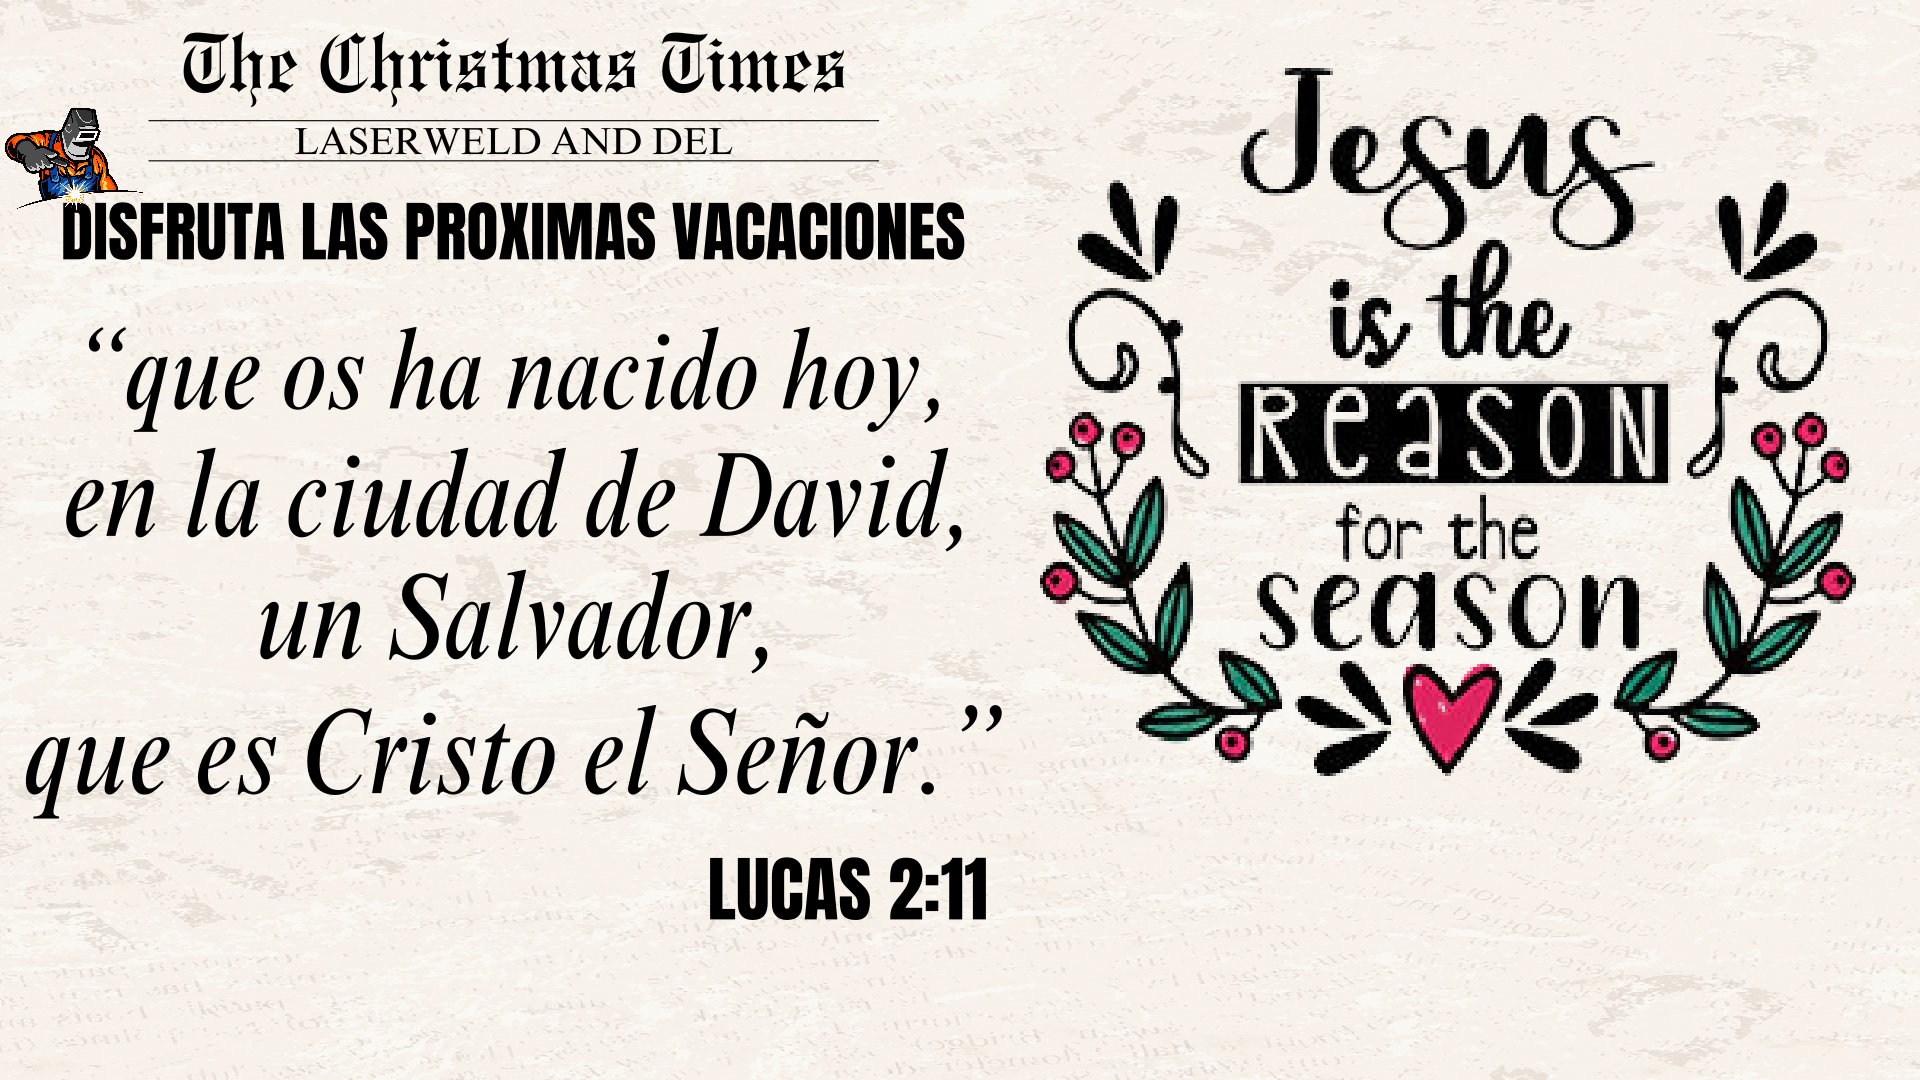 The Christmas Times
LASERWELD AND DEL
DISFRUTA LAS PROXIMAS VACACIONES
“que os ha nacido hoy,
en la ciudad de David,
un Salvador,
que es Cristo el Señor.”
LUCAS 2:11
Jesus
is the
REASON
for the
season